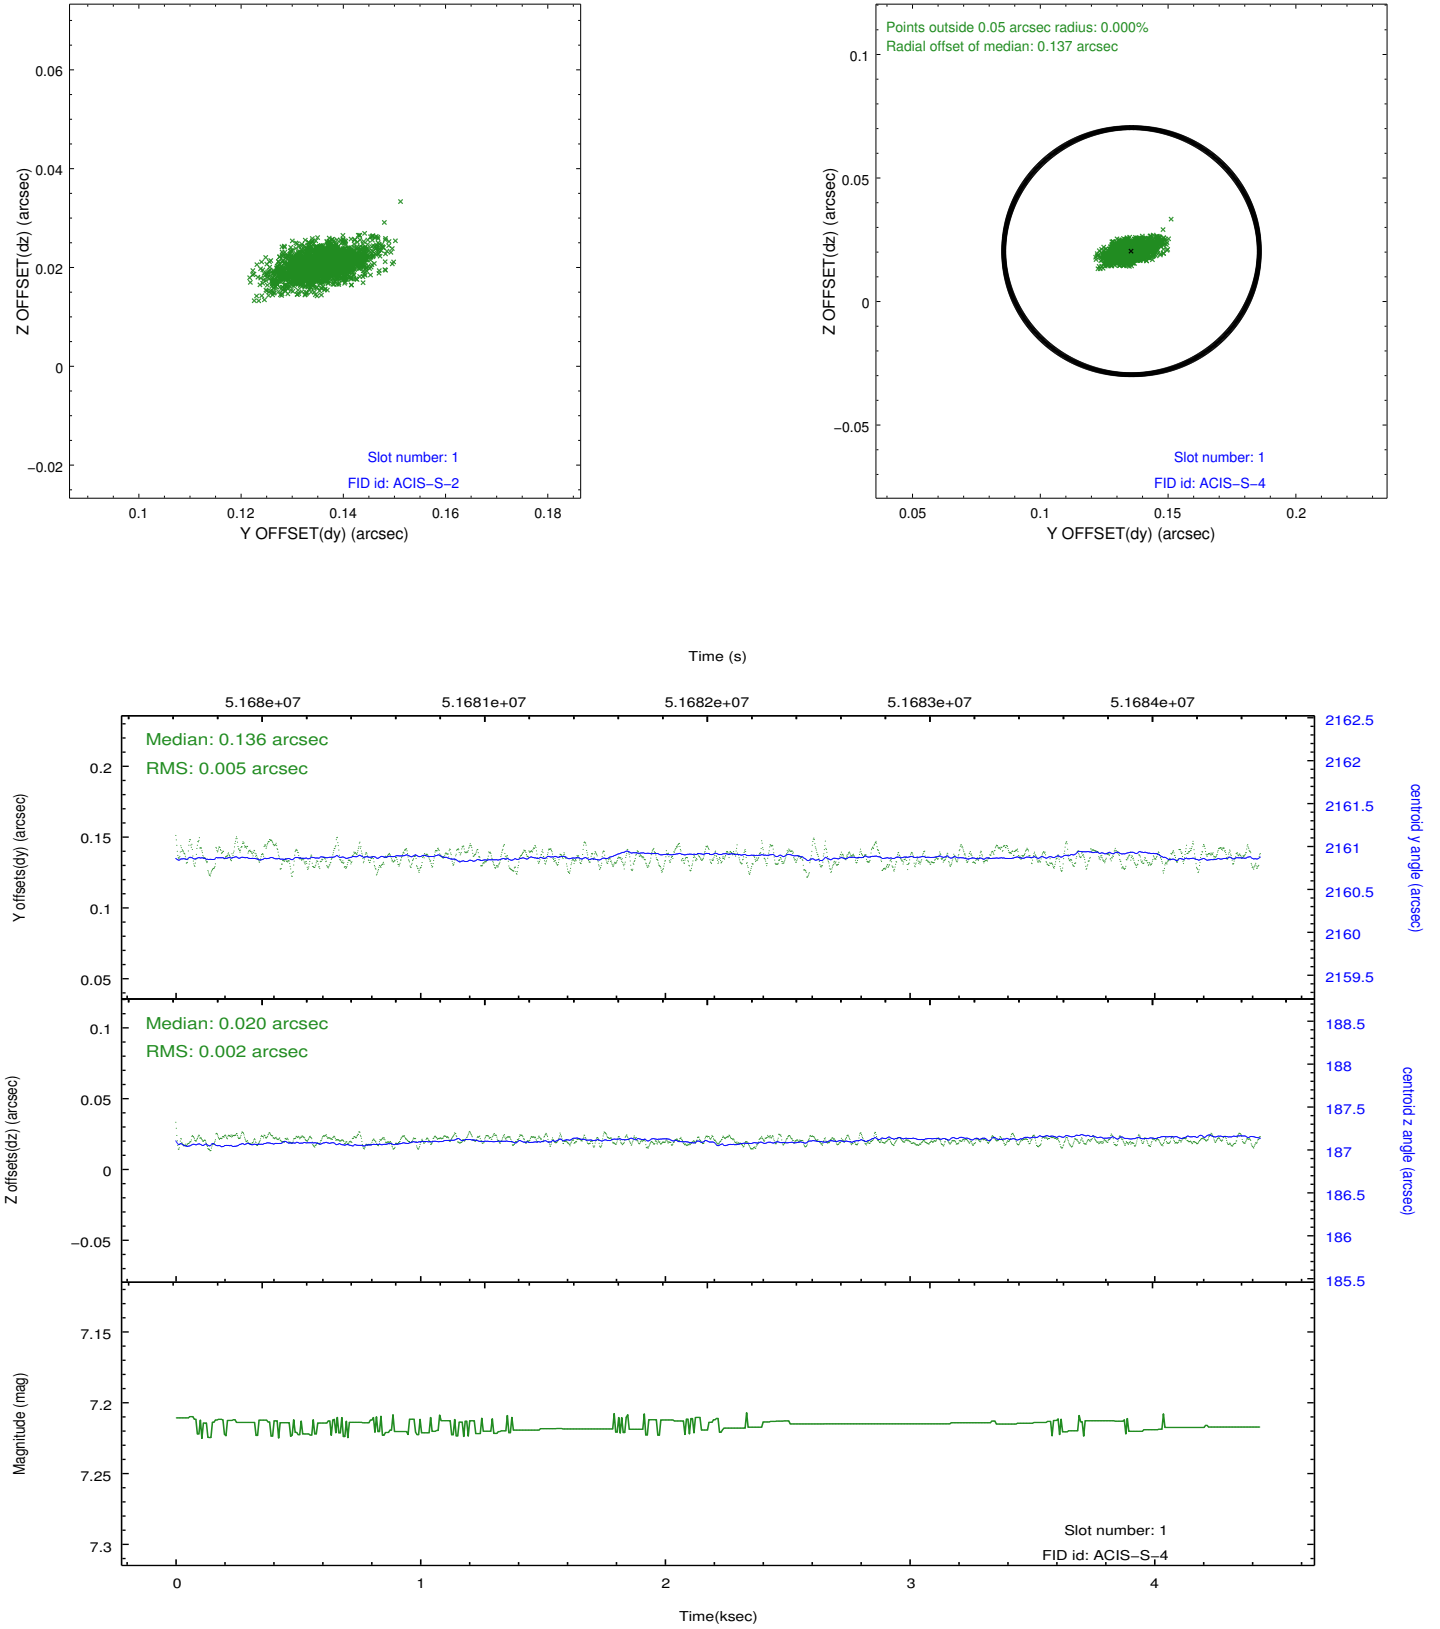 0.06
0.04
0.02
0
−0.02
Z OFFSET(dz) (arcsec)
Slot number: 1
FID id: ACIS−S−2
0.1
0.12
0.14
0.16
0.18
Y OFFSET(dy) (arcsec)
Points outside 0.05 arcsec radius: 0.000%
Radial offset of median: 0.137 arcsec
0.1
0.05
0
−0.05
Z OFFSET(dz) (arcsec)
Slot number: 1
FID id: ACIS−S−4
0.05
0.1
0.15
0.2
Y OFFSET(dy) (arcsec)
Time (s)
5.168e+07
5.1681e+07
5.1682e+07
5.1683e+07
5.1684e+07
Median: 0.136 arcsec
RMS: 0.005 arcsec
0.2
0.15
0.1
0.05
Y offsets(dy) (arcsec)
2162.5
2162
2161.5
2161
2160.5
2160
2159.5
centroid y angle (arcsec)
Median: 0.020 arcsec
RMS: 0.002 arcsec
0.1
0.05
0
−0.05
Z offsets(dz) (arcsec)
188.5
188
187.5
187
186.5
186
185.5
centroid z angle (arcsec)
7.15
7.2
7.25
7.3
Magnitude (mag)
Slot number: 1
FID id: ACIS−S−4
0
1
2
3
4
Time(ksec)